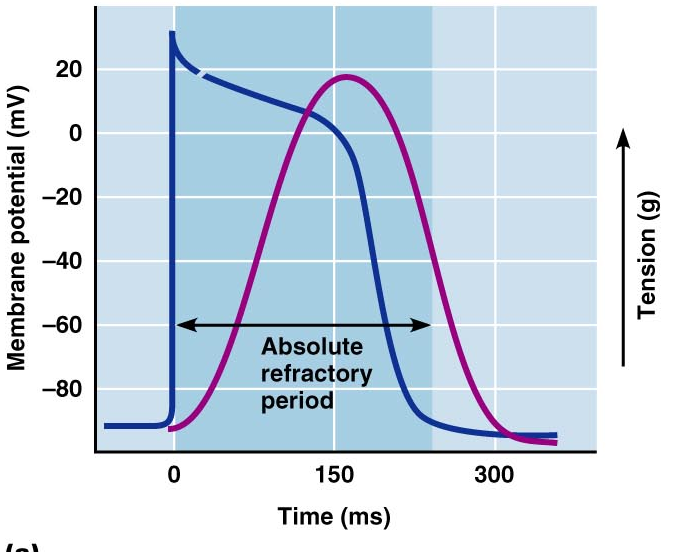 Membrane potential (mV)
20
0
–20
–40
–60
–80
Absolute
refractory
period
Tension (g)
0
150
300
Time (ms)